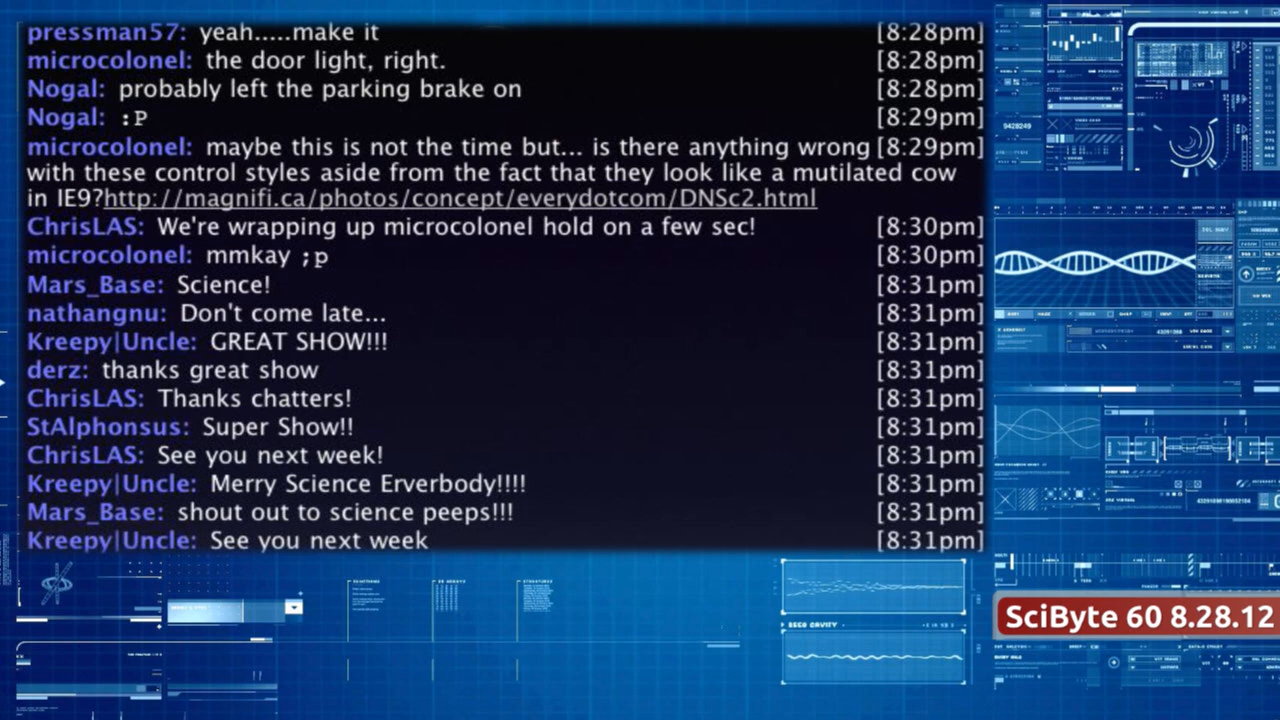 pressman57: yeah.....make it [8:28pm]
microcolonel: the door light, right. [8:28pm]
Nogal: probably left the parking brake on [8:28pm]
Nogal: :P [8:29pm]
microcolonel: maybe this is not the time but... is there anything wrong [8:29pm]
with these control styles aside from the fact that they look like a mutilated cow
in IE9?http://magnifi.ca/photos/concept/everydotcom/DNSc2.html
ChrisLAS: We're wrapping up microcolonel hold on a few sec! [8:30pm]
microcolonel: mmkay ;p [8:30pm]
Mars_Base: Science! [8:31pm]
nathangnu: Don't come late... [8:31pm]
Kreepy|Uncle: GREAT SHOW!!! [8:31pm]
derz: thanks great show [8:31pm]
ChrisLAS: Thanks chatters! [8:31pm]
StAlphonsus: Super Show!! [8:31pm]
ChrisLAS: See you next week! [8:31pm]
Kreepy|Uncle: Merry Science Erverbody!!!! [8:31pm]
Mars_Base: shout out to science peeps!!! [8:31pm]
Kreepy|Uncle: See you next week [8:31pm]
9428249
SciByte 60 8.28.12